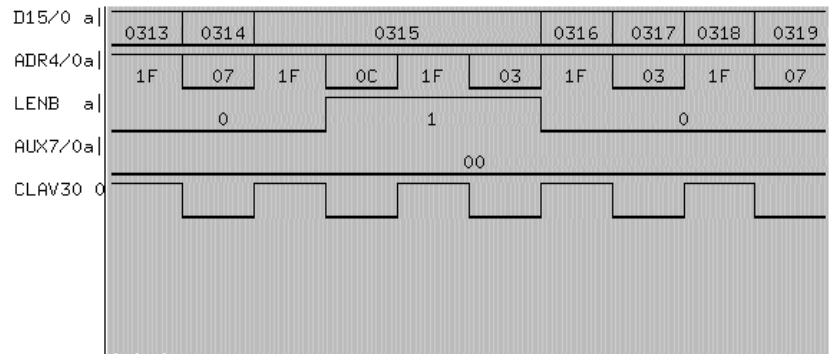 D15/0 a| 0313 0314 0315 0316 0317 0318 0319
ADR4/0a| 1F 07 1F 0C 1F 03 1F 03 1F 07
LENB a| 0 1 0
AUX7/0a| 00
CLAV30 0